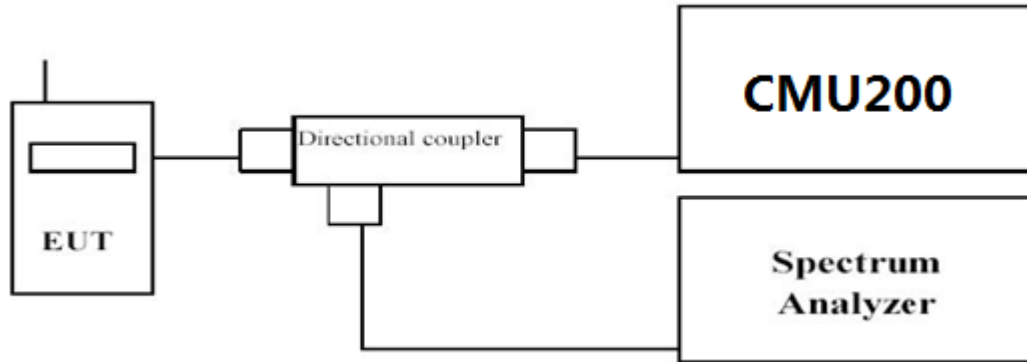 EUT
Directional coupler
CMU200
Spectrum
Analyzer